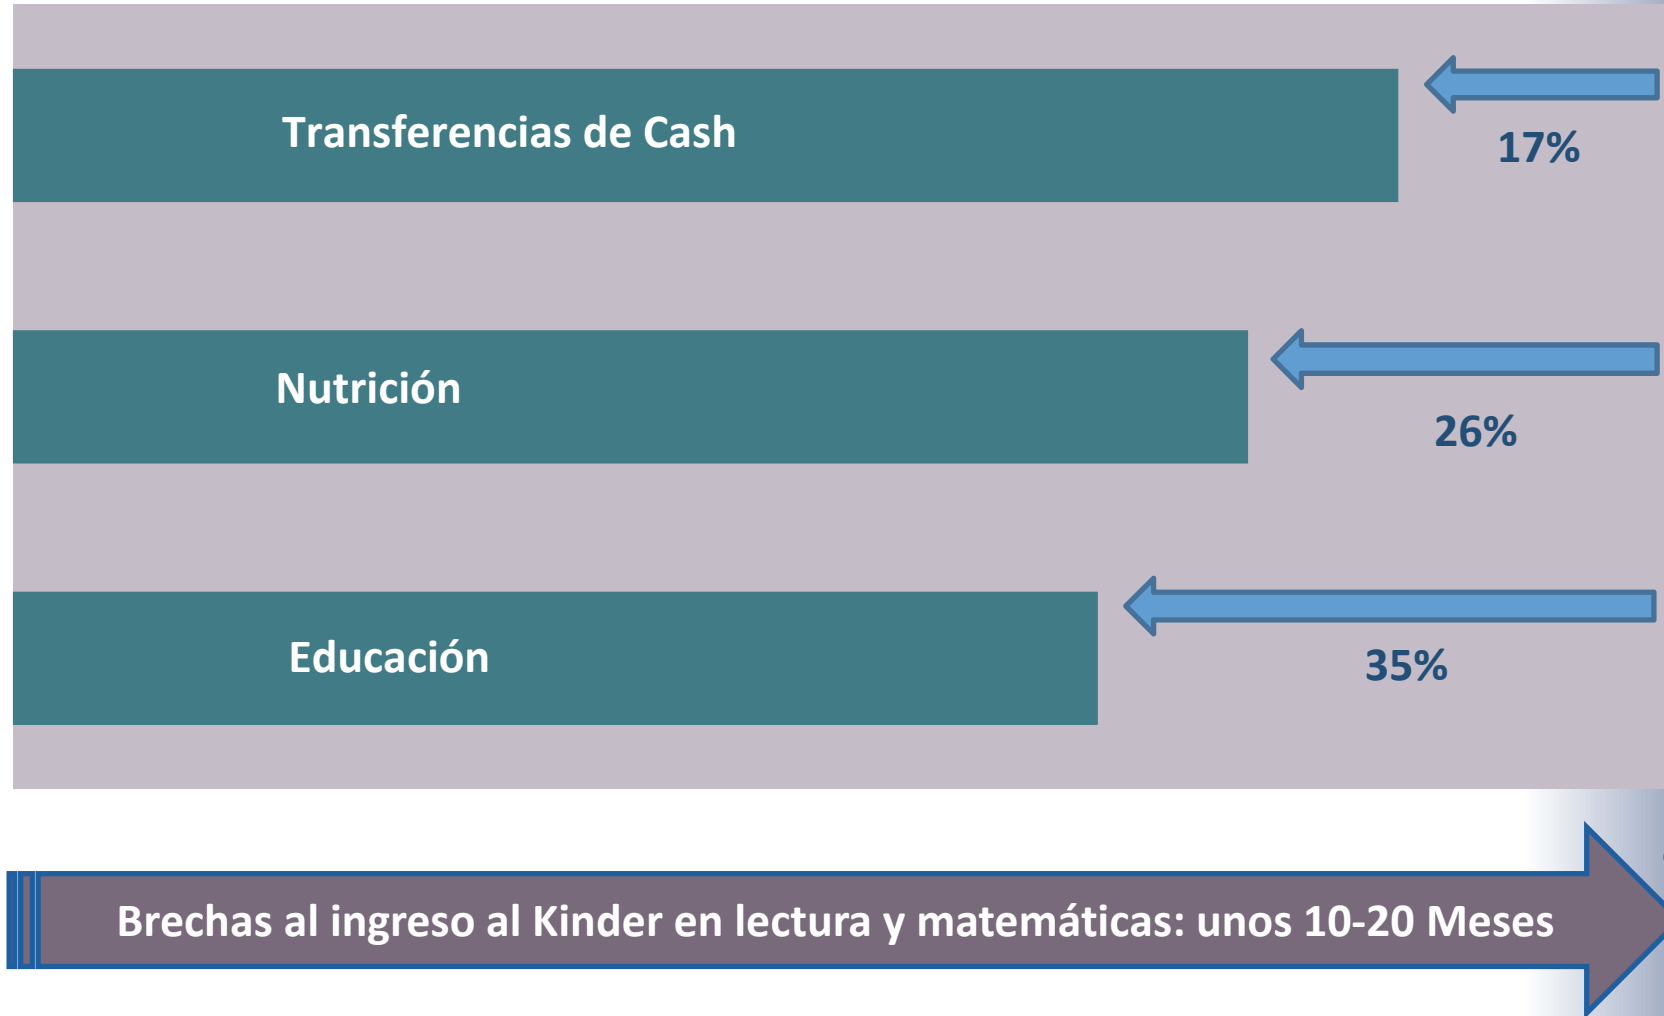 Transferencias de Cash
17%
Nutrición
26%
Educación
35%
Brechas al ingreso al Kinder en lectura y matemáticas: unos 10-20 Meses